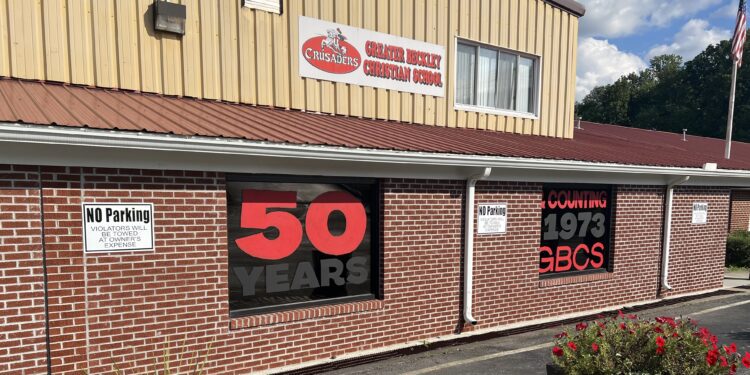 CRUSADERS
GREATER BECKLEY
CHRISTIAN SCHOOL
NO Parking
VIOLATORS WILL
BE TOWED
AT OWNER'S
EXPENSE
50
YEARS
NO Parking
& COUNTING
1973
GBCS